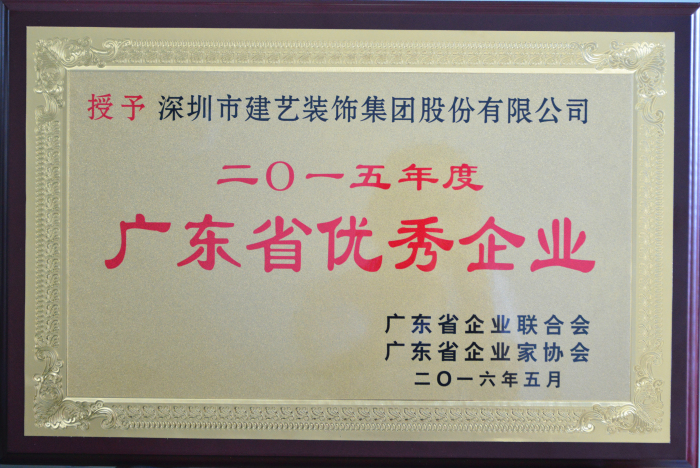 授予 深圳市建艺装饰集团股份有限公司
二〇一五年度
广东省优秀企业
广东省企业联合会
广东省企业家协会
二〇一六年五月